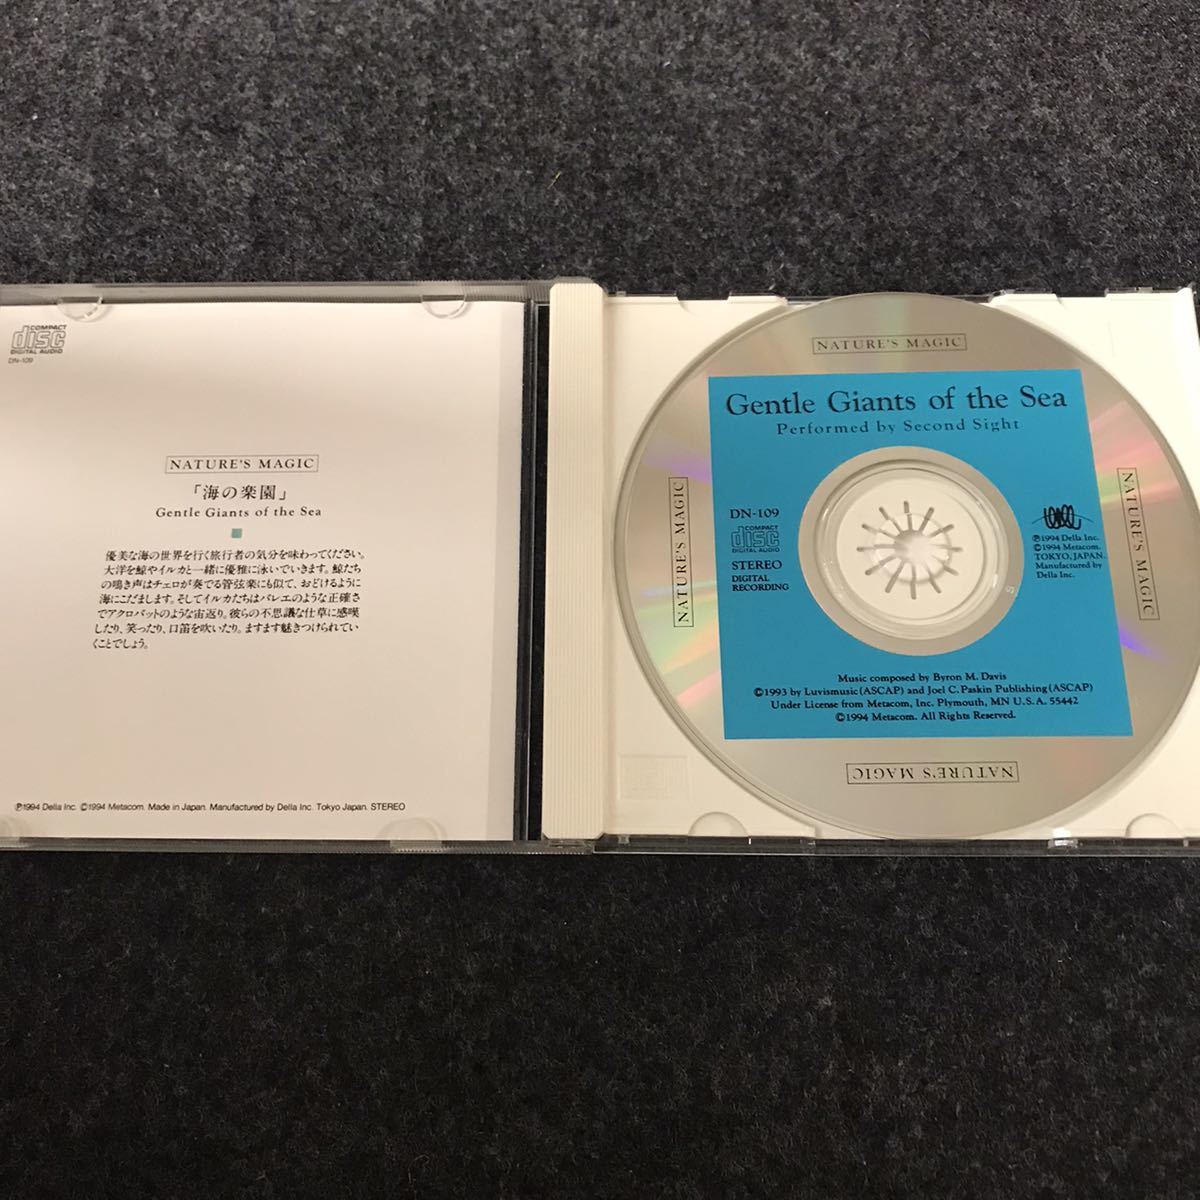 COMPACT
disc
DIGITAL AUDIO
DN-109
NATURE'S MAGIC
「海の楽園」
Gentle Giants of the Sea
優美な海の世界を行く旅行者の気分を味わってください。
大洋を鯨やイルカと一緒に優雅に泳いでいきます。鯨たち
の鳴き声はチェロが奏でる管弦楽にも似て、おどけるように
海にこだまします。そしてイルカたちはバレエのような正確さ
でアクロバットのような宙返り。彼らの不思議な仕草に感嘆
したり、笑ったり、口笛を吹いたり。ますます魅きつけられてい
くことでしょう。
℗1994 Della Inc. ©1994 Metacom. Made in Japan. Manufactured by Della Inc. Tokyo Japan. STEREO
NATURE'S MAGIC
Gentle Giants of the Sea
Performed by Second Sight
NATURE'S MAGIC
DN-109
COMPACT
disc
DIGITAL AUDIO
STEREO
DIGITAL
RECORDING
℗1994 Della Inc.
©1994 Metacom.
TOKYO, JAPAN.
Manufactured by
Della Inc.
NATURE'S MAGIC
Music composed by Byron M. Davis
©1993 by Luvismusic (ASCAP) and Joel C. Paskin Publishing (ASCAP)
Under License from Metacom, Inc. Plymouth, MN U.S.A. 55442
©1994 Metacom. All Rights Reserved.
NATURE'S MAGIC